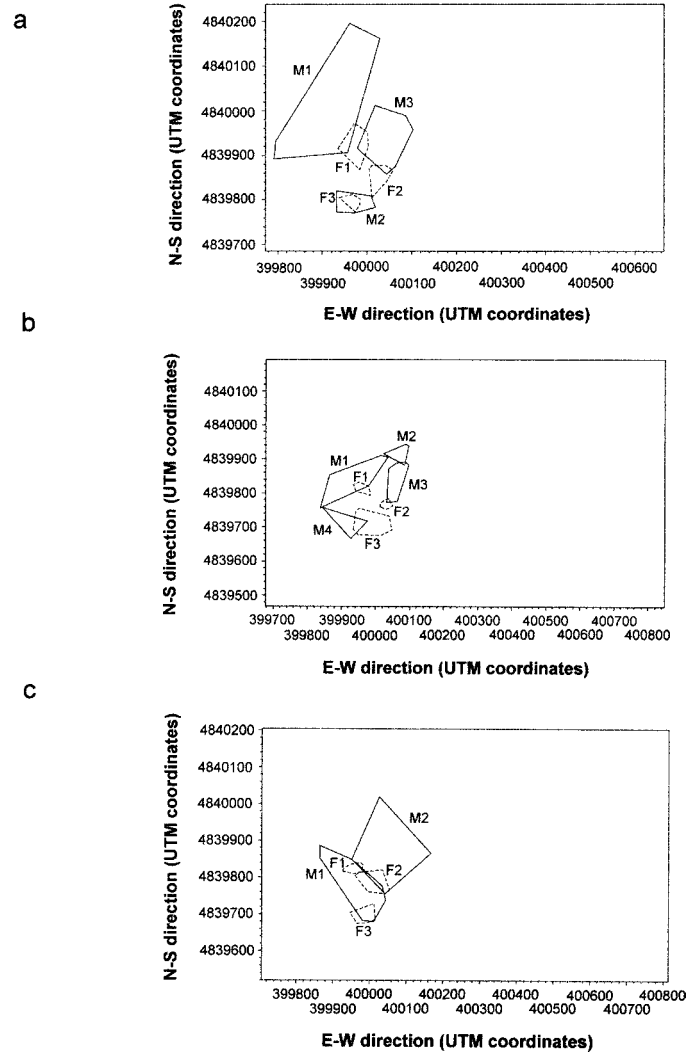 a
N-S direction (UTM coordinates)
4840200
4840100
4840000
4839900
4839800
4839700
M1
M3
F1
F2
F3
M2
399800 400000 400200 400400 400600
399900 400100 400300 400500
E-W direction (UTM coordinates)
b
N-S direction (UTM coordinates)
4840100
4840000
4839900
4839800
4839700
4839600
4839500
M2
M1
F1
M3
F2
M4
F3
399700 399900 400100 400300 400500 400700
399800 400000 400200 400400 400600 400800
E-W direction (UTM coordinates)
c
N-S direction (UTM coordinates)
4840200
4840100
4840000
4839900
4839800
4839700
4839600
M2
F1
F2
M1
F3
399800 400000 400200 400400 400600 400800
399900 400100 400300 400500 400700
E-W direction (UTM coordinates)